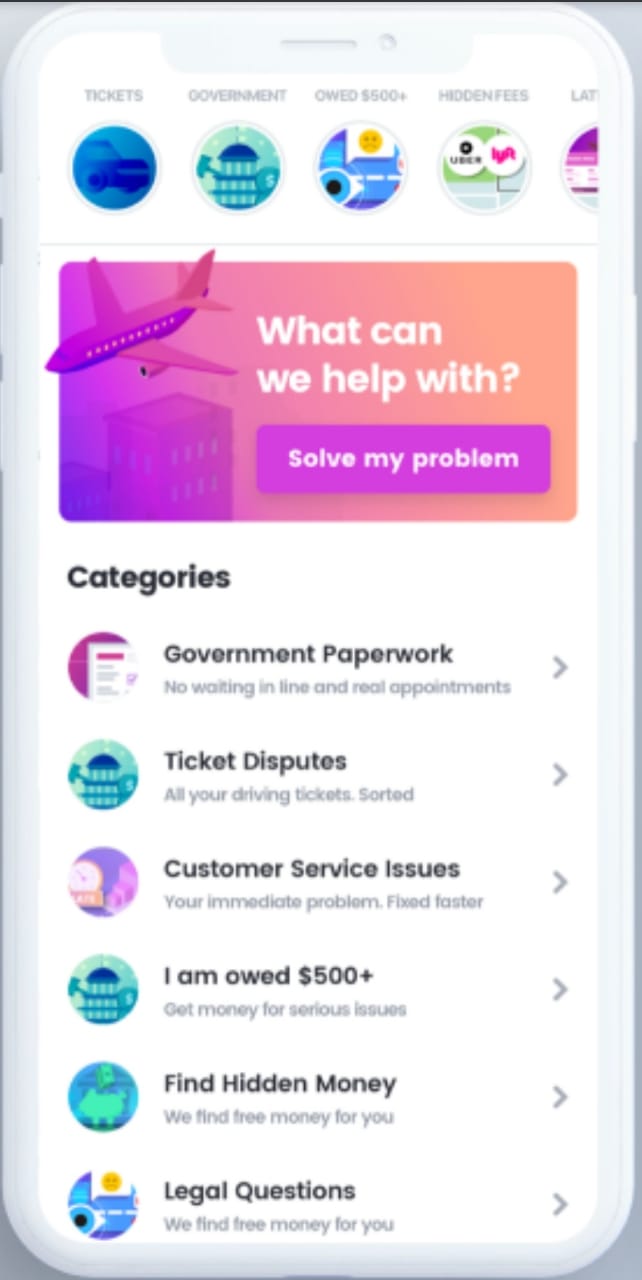 TICKETS GOVERNMENT OWED $500+ HIDDEN FEES LAT
UBER lyft
What can
we help with?
Solve my problem
Categories
Government Paperwork
No waiting in line and real appointments
Ticket Disputes
All your driving tickets. Sorted
Customer Service Issues
Your immediate problem. Fixed faster
I am owed $500+
Get money for serious issues
Find Hidden Money
We find free money for you
Legal Questions
We find free money for you